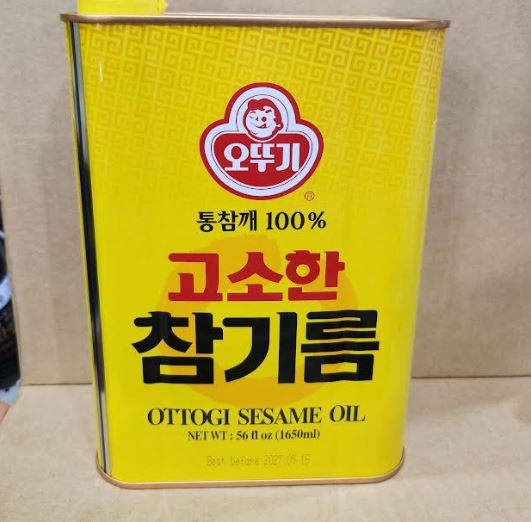 오뚜기
®
통참깨 100%
고소한
참기름
OTTOGI SESAME OIL
NET WT : 56 fl oz (1650ml)
Best before 2027 05 16